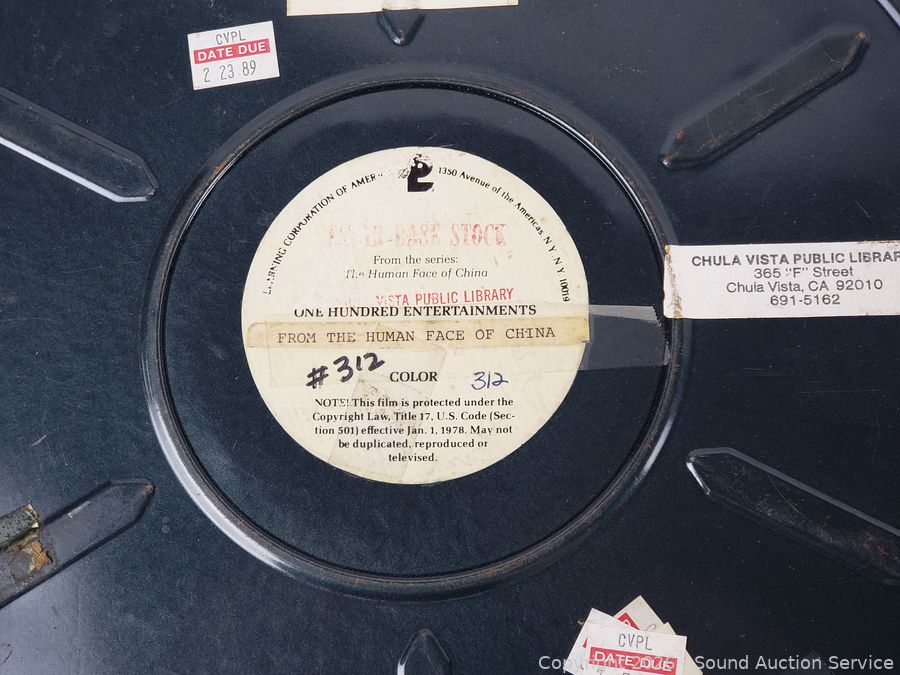 CVPL
DATE DUE
2 23 89
LEARNING CORPORATION OF AMERICA
1350 Avenue of the Americas, N.Y. N.Y. 10019
BASE STOCK
From the series:
The Human Face of China
VISTA PUBLIC LIBRARY
ONE HUNDRED ENTERTAINMENTS
FROM THE HUMAN FACE OF CHINA
#312
COLOR 312
NOTE! This film is protected under the
Copyright Law, Title 17, U.S. Code (Sec-
tion 501) effective Jan. 1, 1978. May not
be duplicated, reproduced or
televised.
CHULA VISTA PUBLIC LIBRAR
365 "F" Street
Chula Vista, CA 92010
691-5162
CVPL
DATE DUE
Sound Auction Service